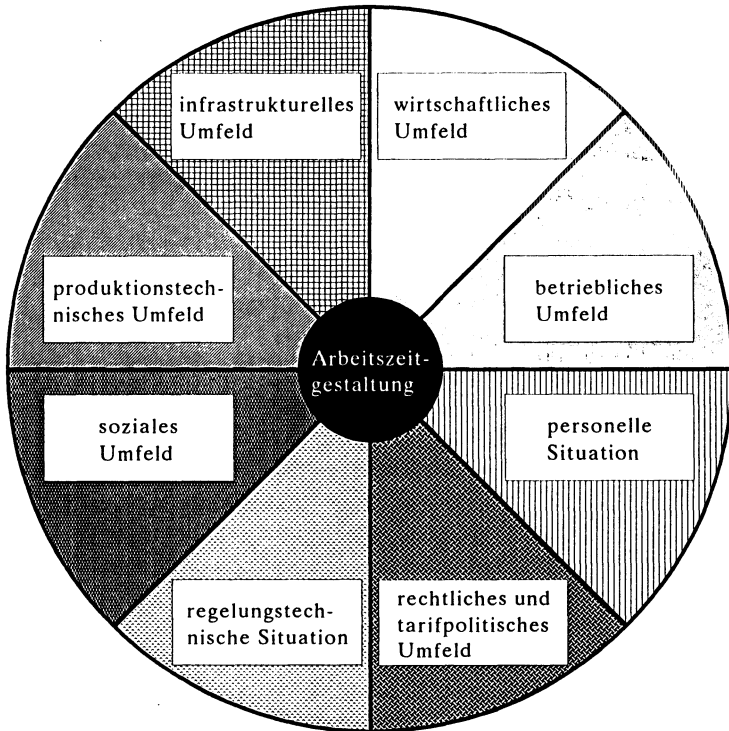 infrastrukturelles
Umfeld
wirtschaftliches
Umfeld
produktionstech-
nisches Umfeld
betriebliches
Umfeld
Arbeitszeit-
gestaltung
soziales
Umfeld
personelle
Situation
regelungstech-
nische Situation
rechtliches und
tarifpolitisches
Umfeld